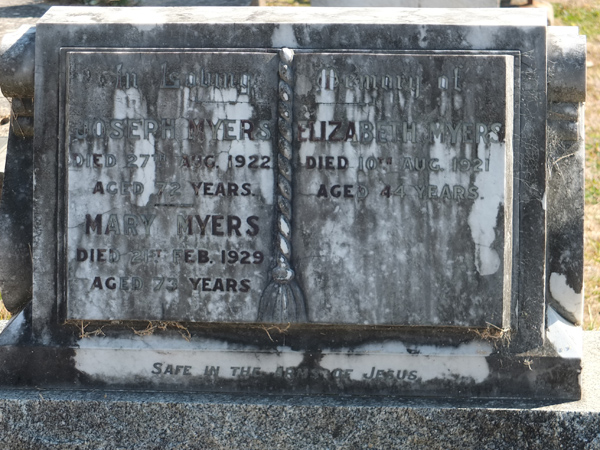 In Loving
Memory of
JOSEPH MYERS
DIED 27TH AUG. 1922
AGED 72 YEARS.
MARY MYERS
DIED 21ST FEB. 1929
AGED 73 YEARS
ELIZABETH MYERS
DIED 10TH AUG. 1921
AGED 44 YEARS.
SAFE IN THE ARMS OF JESUS.